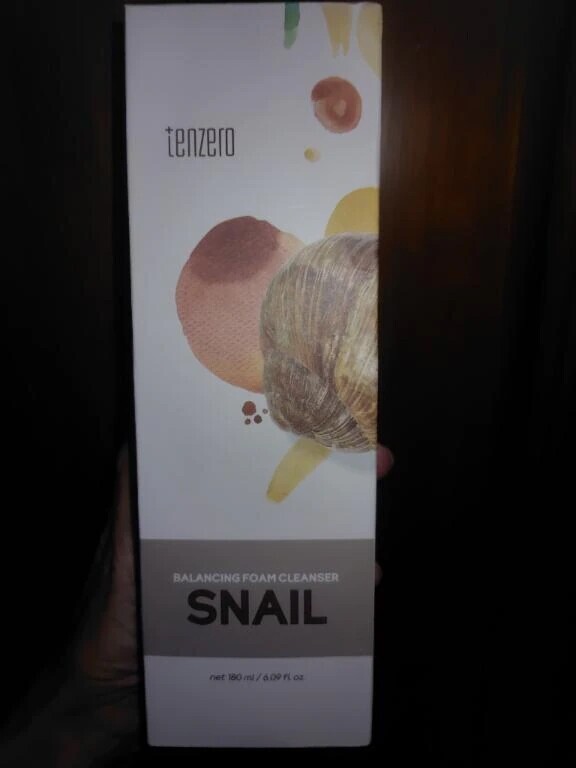 tenzero
BALANCING FOAM CLEANSER
SNAIL
net 180 ml / 6.09 fl. oz.